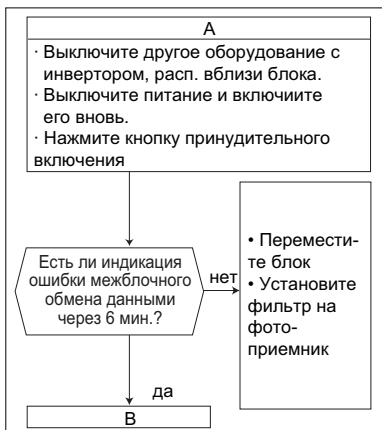 А
· Выключите другое оборудование с
инвертором, расп. вблизи блока.
· Выключите питание и включиите
его вновь.
· Нажмите кнопку принудительного
включения
Есть ли индикация
ошибки межблочного
обмена данными
через 6 мин.?
нет
• Перемести-
те блок
• Установите
фильтр на
фото-
приемник
да
В